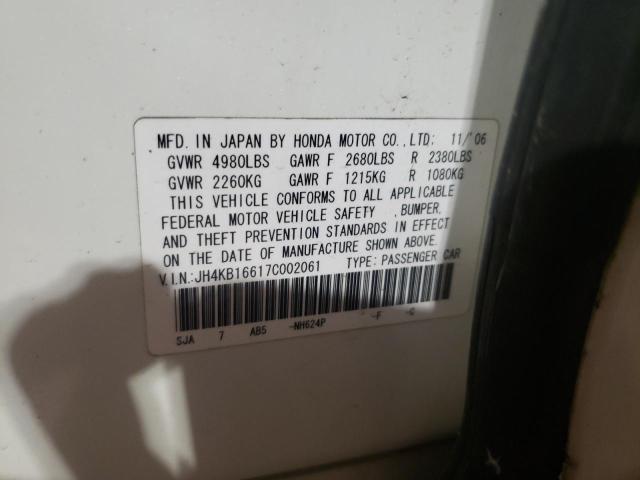 MFD. IN JAPAN BY HONDA MOTOR CO.,LTD: 11/'06
GVWR 4980LBS GAWR F 2680LBS R 2380LBS
GVWR 2260KG GAWR F 1215KG R 1080KG
THIS VEHICLE CONFORMS TO ALL APPLICABLE
FEDERAL MOTOR VEHICLE SAFETY ,BUMPER,
AND THEFT PREVENTION STANDARDS IN EFFECT
ON THE DATE OF MANUFACTURE SHOWN ABOVE.
V.I.N.:JH4KB16617C002061 TYPE: PASSENGER CAR
SJA 7 AB5 -NH624P -F -C